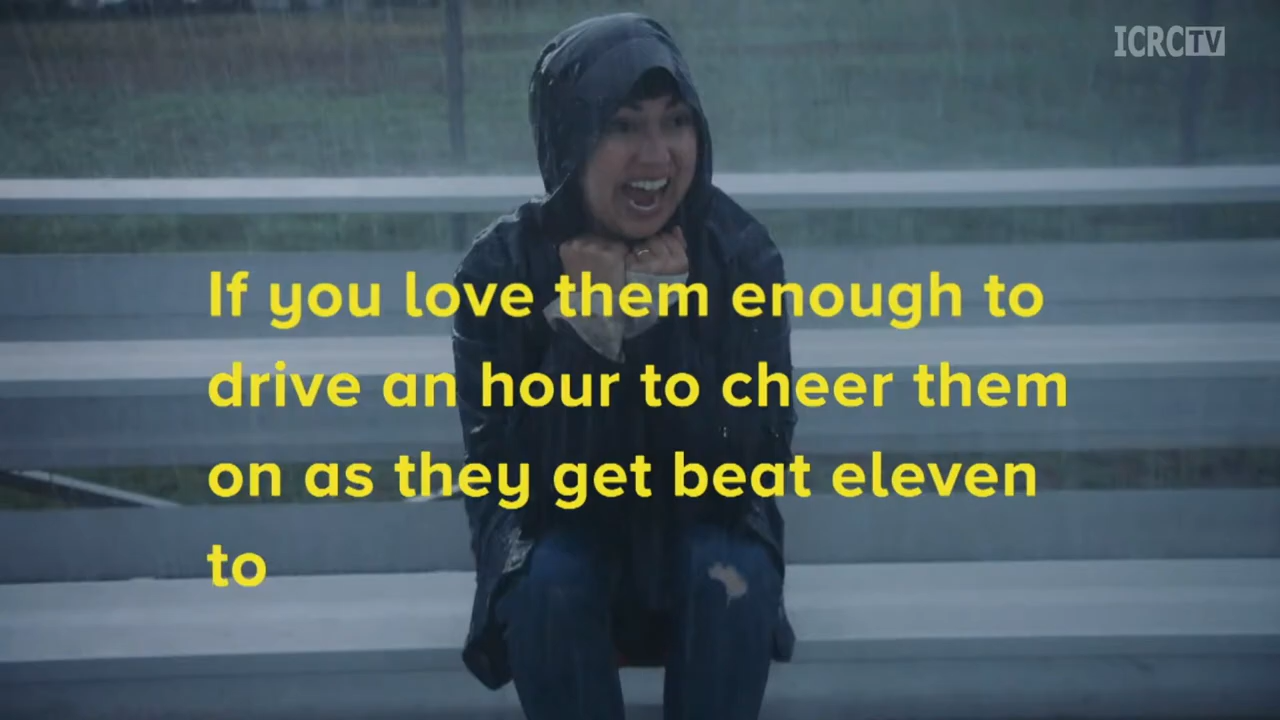 ICRCTV
If you love them enough to
drive an hour to cheer them
on as they get beat eleven
to